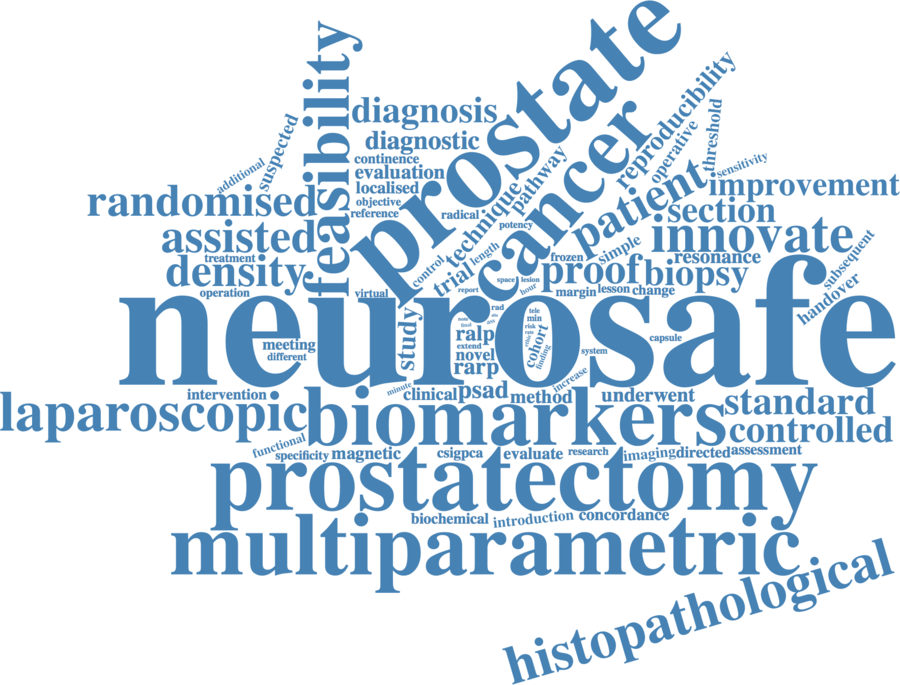 prostate
feasibility
cancer
reproducibility
diagnosis
diagnostic
continence
evaluation
localised
objective
reference
radical
technique
pathway
potency
operative
threshold
sensitivity
additional
suspected
randomised
assisted
treatment
density
operation
virtual
control
length
trial
patient
improvement
section
innovate
simple
frozen
resonance
proof
biopsy
space
lesion
report
hour
margin
lesson
change
subsequent
handover
neurosafe
meeting
different
study
rad
tele
min
risk
cohort
finding
ralp
extend
novel
rarp
system
capsule
increase
minute
clinical
psad
method
underwent
intervention
laparoscopic
biomarkers
standard
controlled
functional
specificity
magnetic
csigpca
evaluate
research
imaging
directed
assessment
prostatectomy
biochemical
introduction
concordance
multiparametric
histopathological